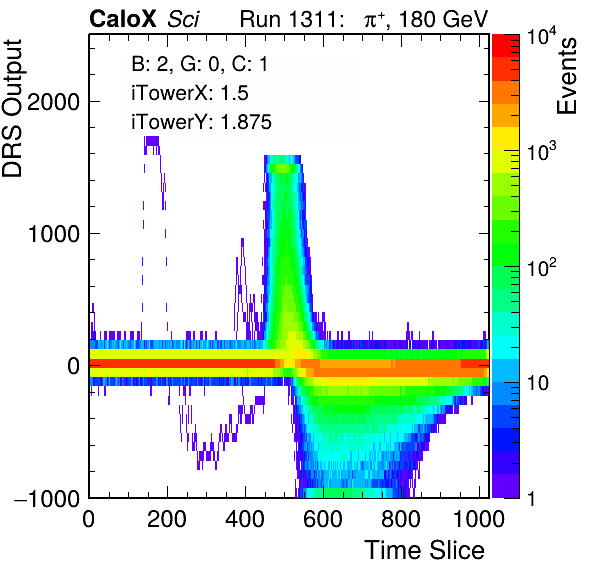 CaloX Sci Run 1311: π⁺, 180 GeV
B: 2, G: 0, C: 1
iTowerX: 1.5
iTowerY: 1.875
DRS Output
2000
1000
0
−1000
0 200 400 600 800 1000
Time Slice
Events
10⁴
10³
10²
10
1